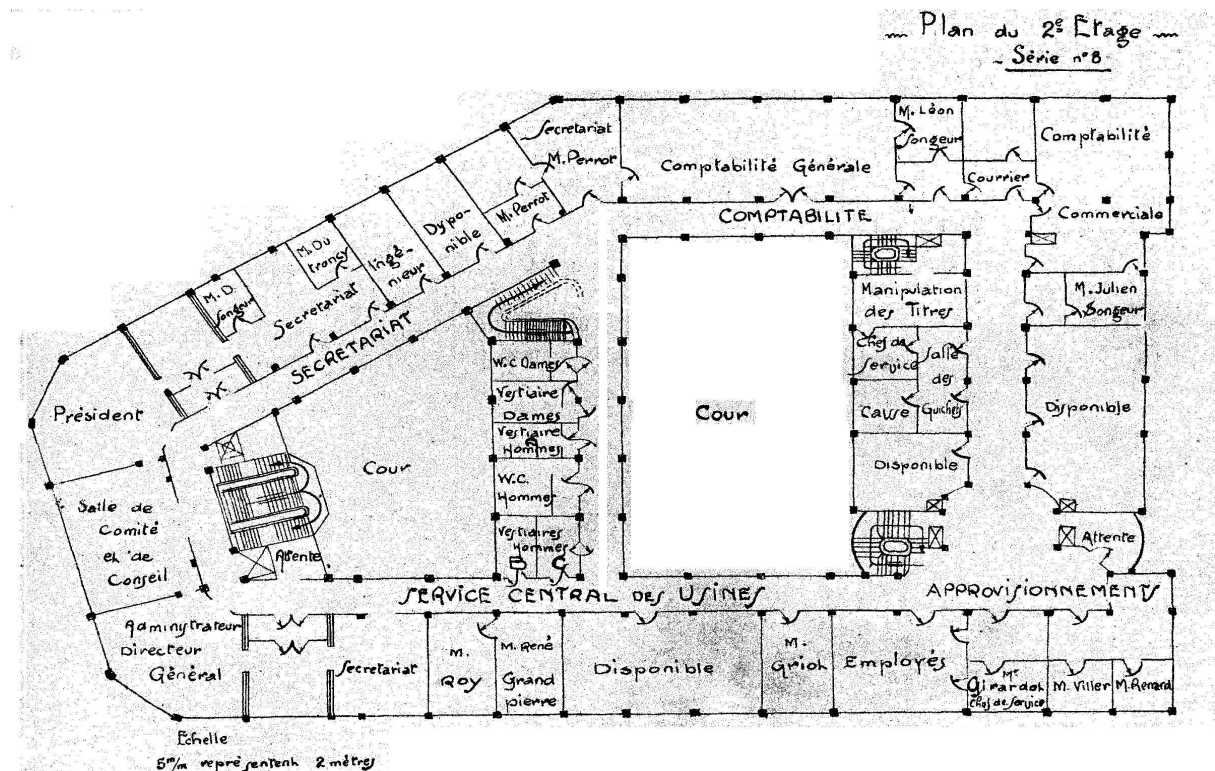 Plan du 2e Etage
Série n° 8
Secretariat
M. Perrot
M. Perrot
Comptabilité Générale
M. Léon
Songeur
Courrier
Comptabilité
Commerciale
COMPTABILITE
Dispo-
nible
Ingé-
nieur
M. Du
troncy
Secretariat
M. D.
Songeur
SECRETARIAT
Président
Salle de
Comité
et de
Conseil
Attente
Cour
W.C Dames
Vestiaire
Dames
Vestiaire
Hommes
W.C.
Hommes
Vestiaires
Hommes
Cour
Manipulation
des Titres
Chefs de
Service
Salle
des
Guichets
Caisse
Disponible
M. Julien
Songeur
Disponible
Attente
SERVICE CENTRAL DES USINES
APPROVISIONNEMENTS
Adminstrateur
Directeur
Général
Secretariat
M.
Roy
M. René
Grand
pierre
Disponible
M.
Griot
Employés
Mr
Girardot
Chef de Service
M. Viller
M. Renard
Echelle
5m/m représentent 2 mètres